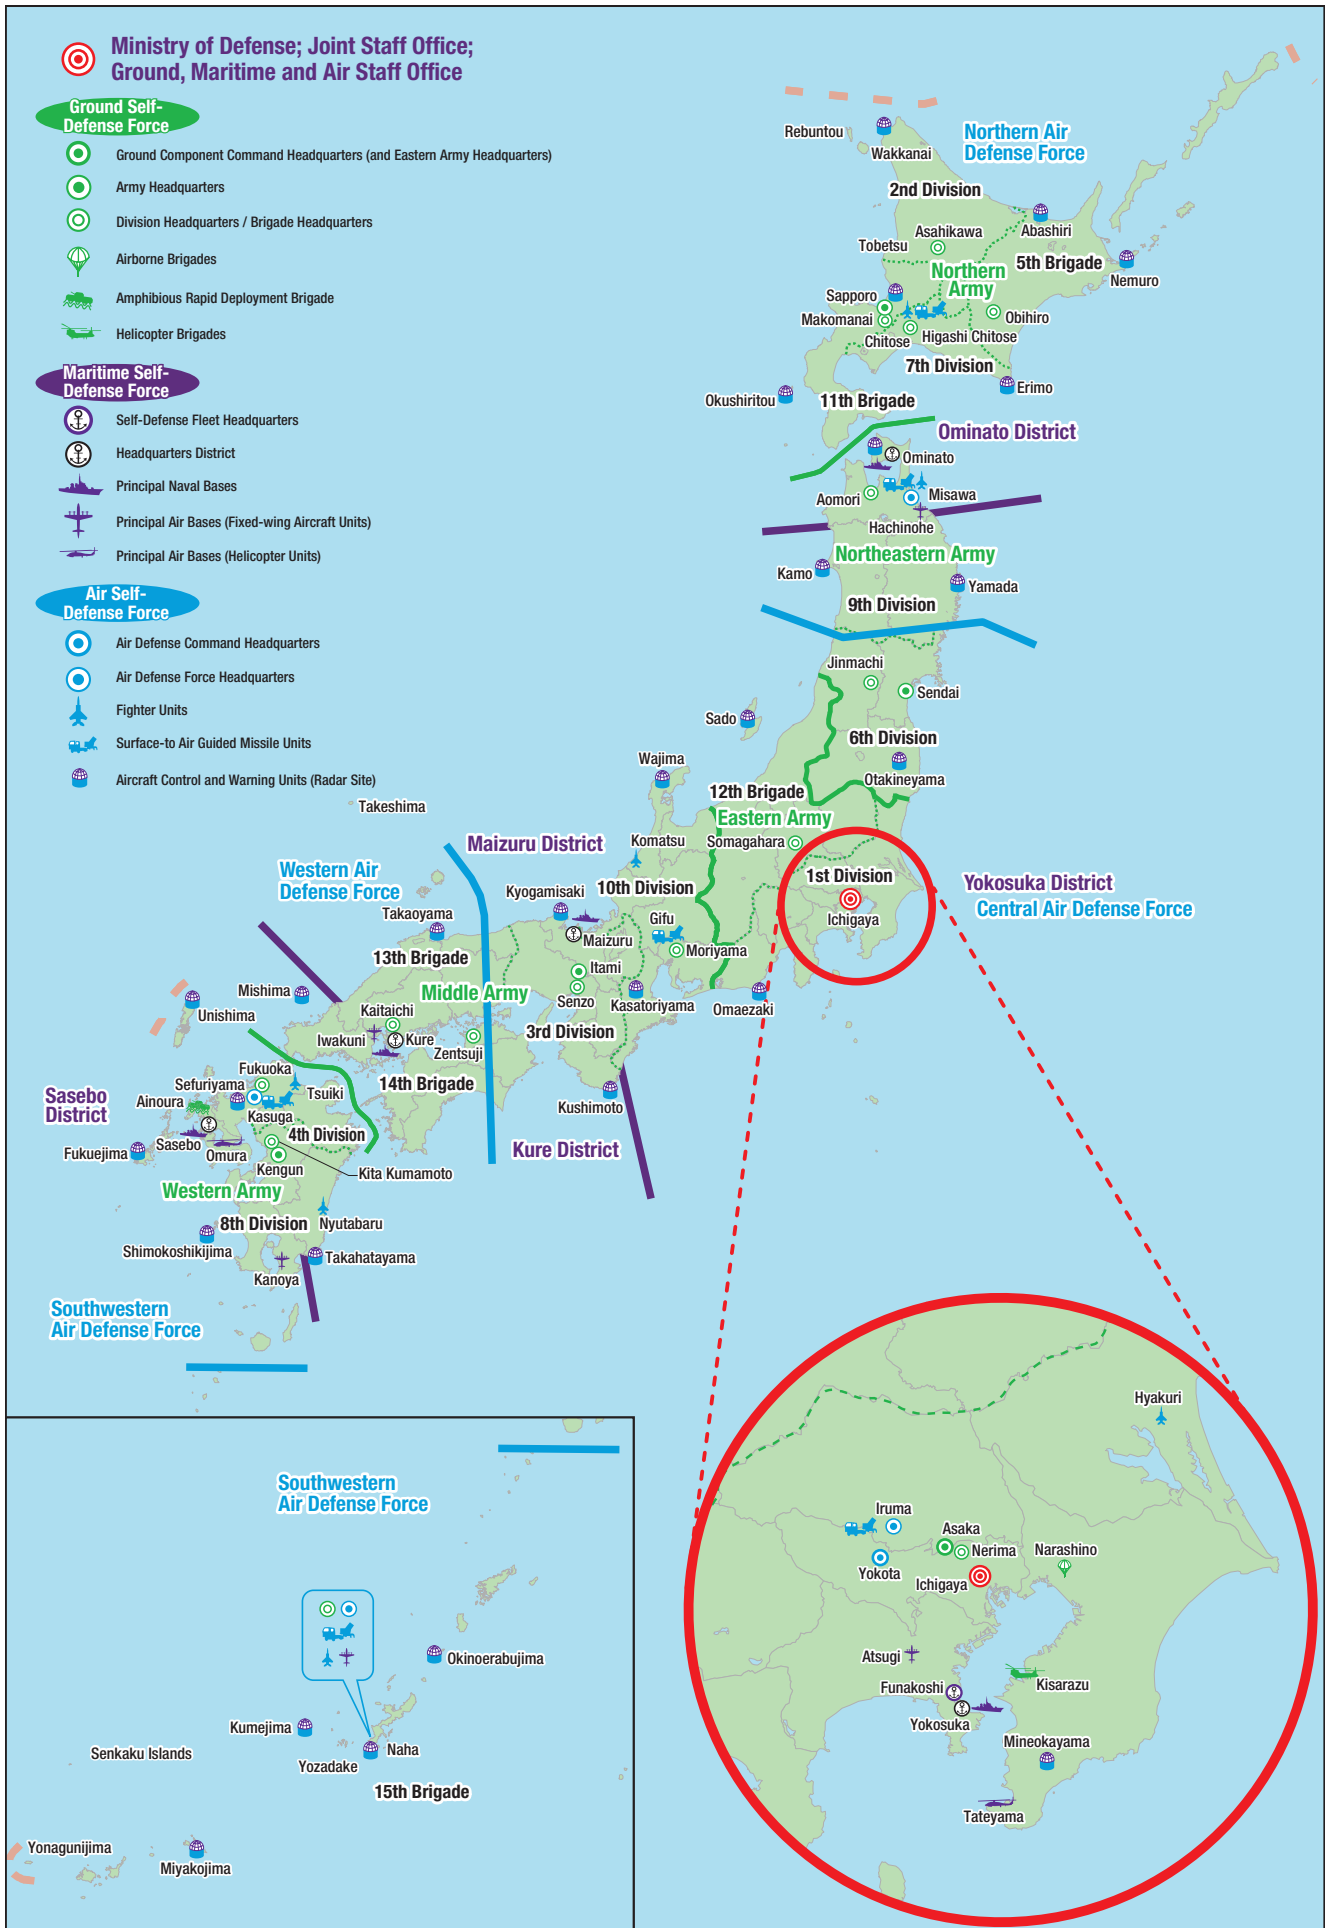 Ministry of Defense; Joint Staff Office;
Ground, Maritime and Air Staff Office
Ground Self-
Defense Force
Ground Component Command Headquarters (and Eastern Army Headquarters)
Army Headquarters
Division Headquarters / Brigade Headquarters
Airborne Brigades
Amphibious Rapid Deployment Brigade
Helicopter Brigades
Maritime Self-
Defense Force
Self-Defense Fleet Headquarters
Headquarters District
Principal Naval Bases
Principal Air Bases (Fixed-wing Aircraft Units)
Principal Air Bases (Helicopter Units)
Air Self-
Defense Force
Air Defense Command Headquarters
Air Defense Force Headquarters
Fighter Units
Surface-to Air Guided Missile Units
Aircraft Control and Warning Units (Radar Site)
Rebuntou
Wakkanai
Northern Air
Defense Force
2nd Division
Abashiri
Asahikawa
Tobetsu
5th Brigade
Northern
Army
Nemuro
Sapporo
Makomanai
Obihiro
Chitose
Higashi Chitose
7th Division
Erimo
Okushiritou
11th Brigade
Ominato District
Ominato
Aomori
Misawa
Hachinohe
Northeastern Army
Kamo
Yamada
9th Division
Jinmachi
Sendai
Sado
6th Division
Wajima
Otakineyama
12th Brigade
Takeshima
Eastern Army
Maizuru District
Komatsu
Somagahara
Western Air
Defense Force
1st Division
Yokosuka District
Kyogamisaki
10th Division
Central Air Defense Force
Takaoyama
Gifu
Ichigaya
Maizuru
Moriyama
13th Brigade
Itami
Mishima
Middle Army
Senzo
Kasatoriyama
Omaezaki
Unishima
Kaitaichi
3rd Division
Iwakuni
Kure
Zentsuji
Fukuoka
Sefuriyama
Tsuiki
14th Brigade
Sasebo
District
Ainoura
Kasuga
Kushimoto
4th Division
Sasebo
Fukuejima
Omura
Kure District
Kengun
Kita Kumamoto
Western Army
8th Division
Nyutabaru
Shimokoshikijima
Takahatayama
Kanoya
Southwestern
Air Defense Force
Southwestern
Air Defense Force
Okinoerabujima
Kumejima
Naha
Senkaku Islands
Yozadake
15th Brigade
Yonagunijima
Miyakojima
Hyakuri
Iruma
Asaka
Nerima
Narashino
Yokota
Ichigaya
Atsugi
Funakoshi
Kisarazu
Yokosuka
Mineokayama
Tateyama